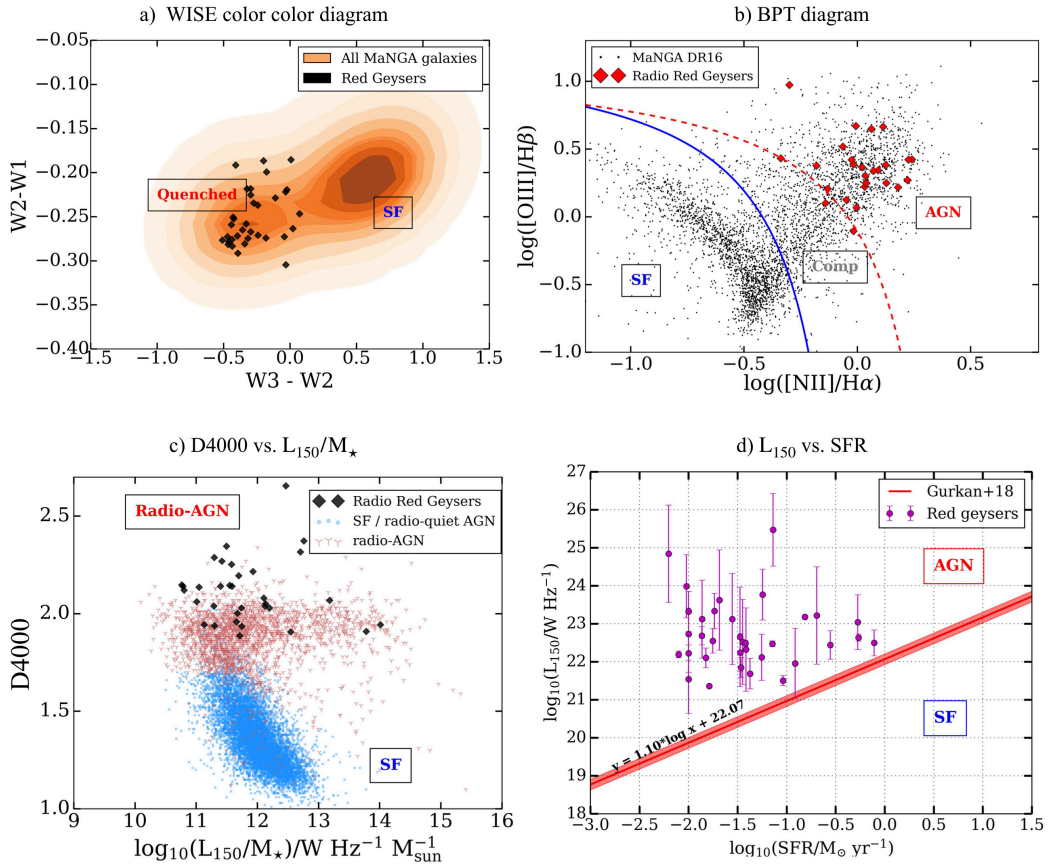 a) WISE color color diagram
−0.05
−0.10
−0.15
−0.20
−0.25
−0.30
−0.35
−0.40
W2-W1
All MaNGA galaxies
Red Geysers
Quenched
SF
−1.5 −1.0 −0.5 0.0 0.5 1.0 1.5
W3 - W2
b) BPT diagram
1.0
0.5
0.0
−0.5
−1.0
log([OIII]/Hβ)
MaNGA DR16
Radio Red Geysers
AGN
Comp
SF
−1.0 −0.5 0.0 0.5
log([NII]/Hα)
c) D4000 vs. L₁₅₀/M⋆
2.5
2.0
1.5
1.0
D4000
Radio-AGN
Radio Red Geysers
SF / radio-quiet AGN
radio-AGN
SF
9 10 11 12 13 14 15 16
log₁₀(L₁₅₀/M⋆)/W Hz⁻¹ M⁻¹sun
d) L₁₅₀ vs. SFR
27
26
25
24
23
22
21
20
19
18
log₁₀(L₁₅₀/W Hz⁻¹)
Gurkan+18
Red geysers
AGN
SF
y = 1.10*log x + 22.07
−3.0 −2.5 −2.0 −1.5 −1.0 −0.5 0.0 0.5 1.0 1.5
log₁₀(SFR/M⊙ yr⁻¹)